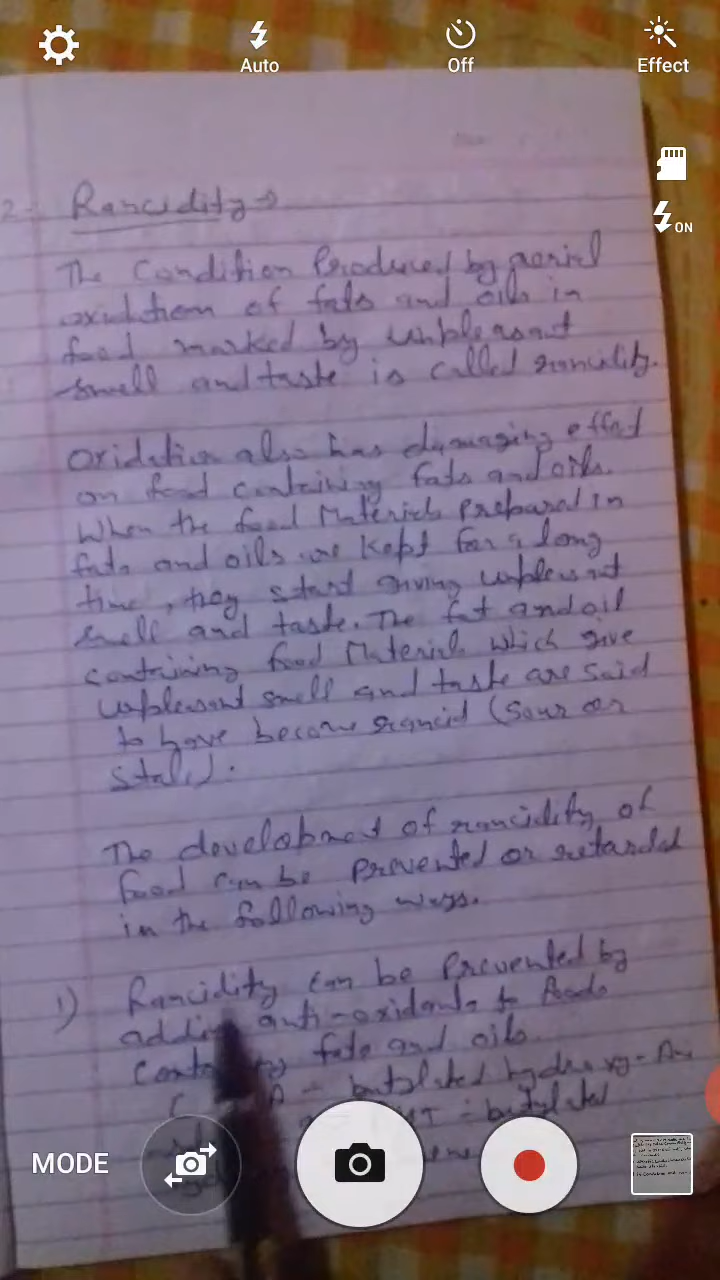 Auto
Off
Effect
ON
2. Rancidity →
The Condition Produced by aerial
oxidation of fats and oils in
food marked by unpleasant
smell and taste is called rancidity.
Oxidation also has damaging effect
on food containing fats and oils.
When the food Materials prepared in
fats and oils are kept for a long
time, they start giving unpleasant
smell and taste. The fat and oil
containing food Materials which give
unpleasant smell and taste are said
to have become rancid (sour or
stale).
The development of rancidity of
food can be prevented or retarded
in the following ways.
1) Rancidity can be prevented by
adding anti-oxidants to foods
fats and oils.
butylated hydroxy-
butylated
MODE